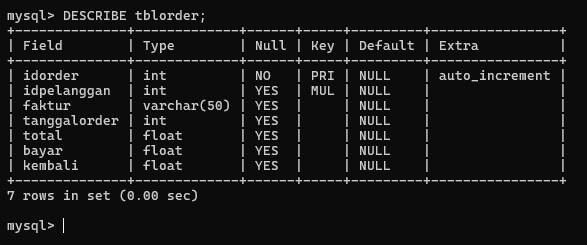 mysql> DESCRIBE tblorder;
+--------------+-------------+------+-----+---------+----------------+
| Field        | Type        | Null | Key | Default | Extra          |
+--------------+-------------+------+-----+---------+----------------+
| idorder      | int         | NO   | PRI | NULL    | auto_increment |
| idpelanggan  | int         | YES  | MUL | NULL    |                |
| faktur       | varchar(50) | YES  |     | NULL    |                |
| tanggalorder | int         | YES  |     | NULL    |                |
| total        | float       | YES  |     | NULL    |                |
| bayar        | float       | YES  |     | NULL    |                |
| kembali      | float       | YES  |     | NULL    |                |
+--------------+-------------+------+-----+---------+----------------+
7 rows in set (0.00 sec)
mysql>